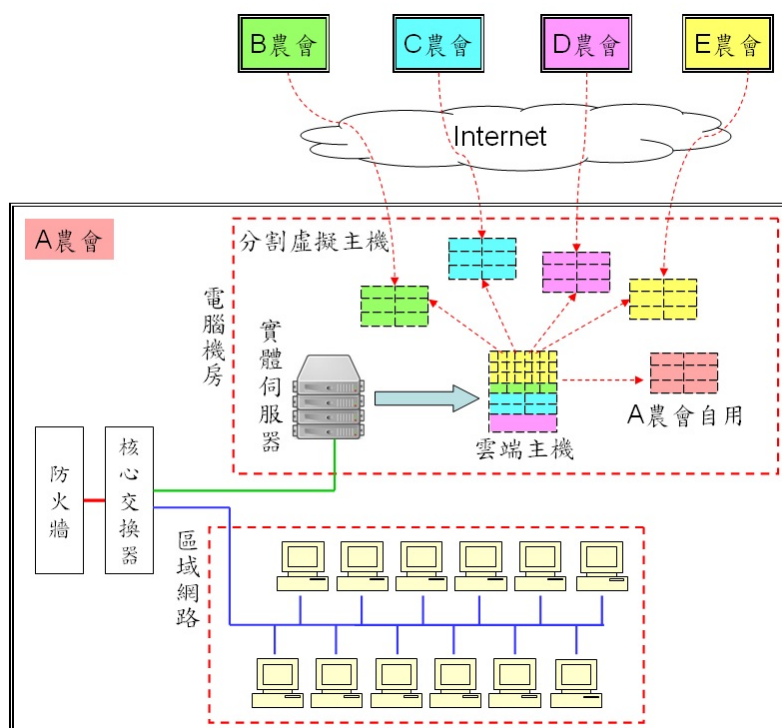 B農會
C農會
D農會
E農會
Internet
A農會
分割虛擬主機
電腦機房
實體伺服器
A農會自用
雲端主機
防火牆
核心交換器
區域網路